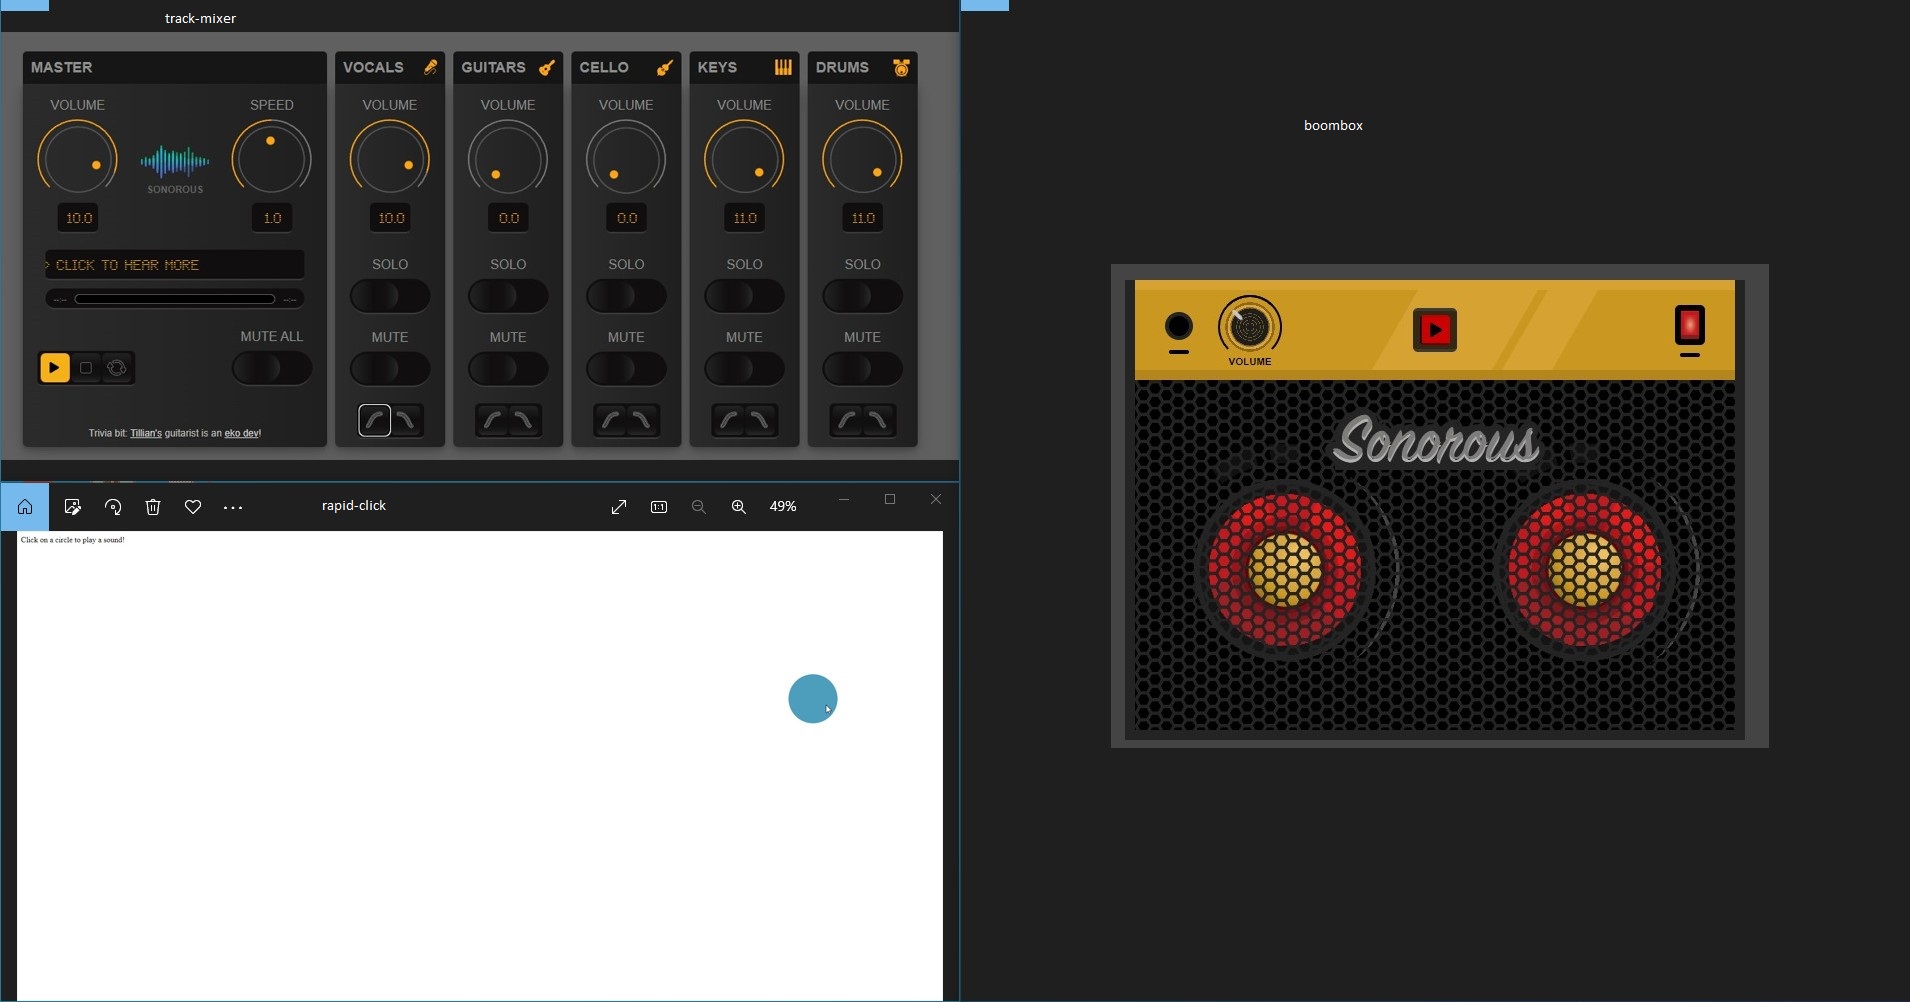 track-mixer
MASTER
VOLUME
SPEED
SONOROUS
10.0
1.0
> CLICK TO HEAR MORE
--:--
--:--
MUTE ALL
Trivia bit: Tillian's guitarist is an eko dev!
VOCALS
VOLUME
10.0
SOLO
MUTE
GUITARS
VOLUME
0.0
SOLO
MUTE
CELLO
VOLUME
0.0
SOLO
MUTE
KEYS
VOLUME
11.0
SOLO
MUTE
DRUMS
VOLUME
11.0
SOLO
MUTE
rapid-click
1:1
49%
Click on a circle to play a sound!
boombox
VOLUME
Sonorous